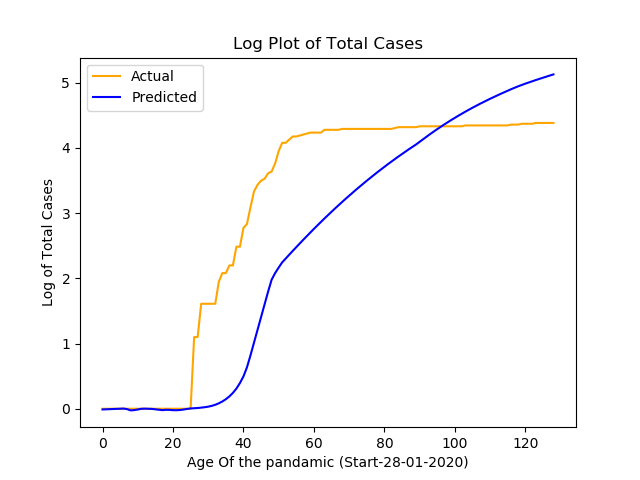 Log Plot of Total Cases
Actual
Predicted
Log of Total Cases
5
4
3
2
1
0
0 20 40 60 80 100 120
Age Of the pandamic (Start-28-01-2020)